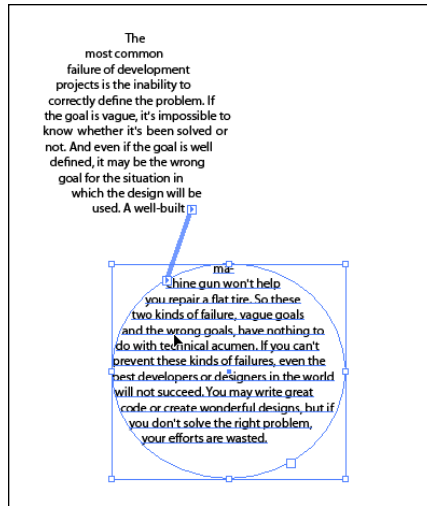 The
most common
failure of development
projects is the inability to
correctly define the problem. If
the goal is vague, it's impossible to
know whether it's been solved or
not. And even if the goal is well
defined, it may be the wrong
goal for the situation in
which the design will be
used. A well-built
ma-
chine gun won't help
you repair a flat tire. So these
two kinds of failure, vague goals
and the wrong goals, have nothing to
do with technical acumen. If you can't
prevent these kinds of failures, even the
best developers or designers in the world
will not succeed. You may write great
code or create wonderful designs, but if
you don't solve the right problem,
your efforts are wasted.